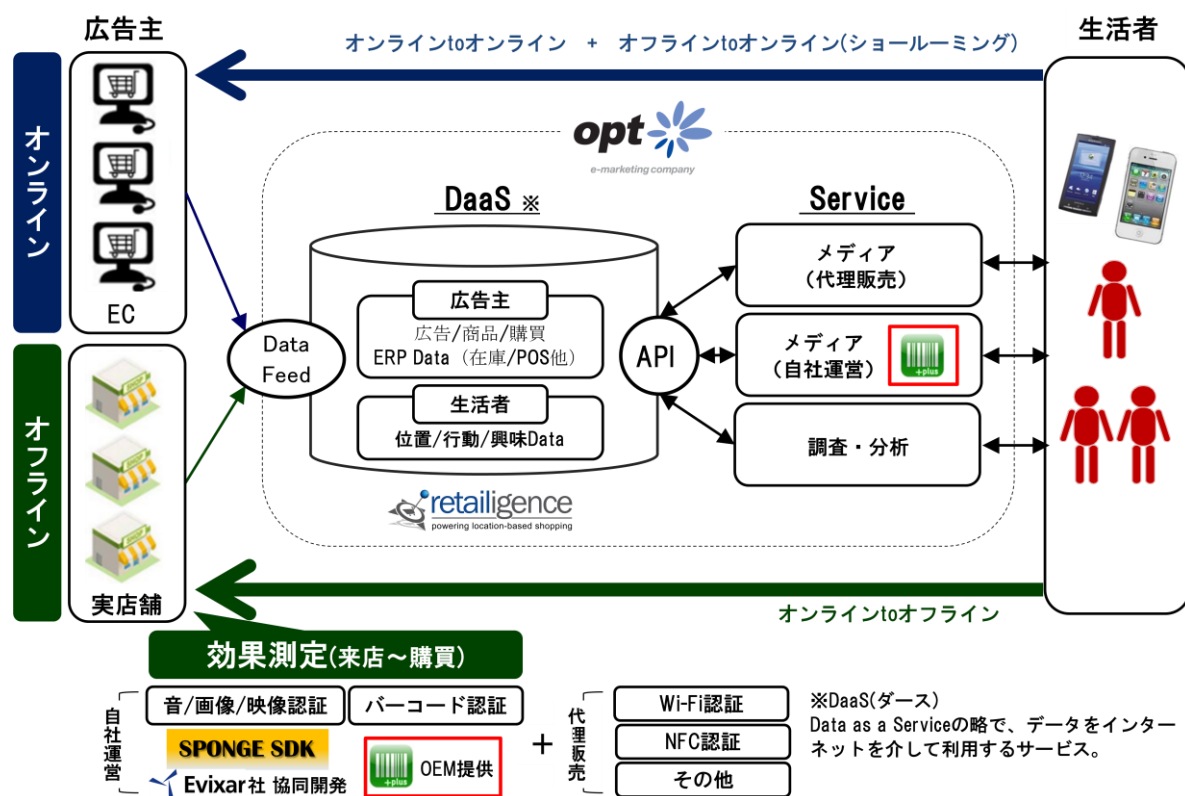 広告主
オンラインtoオンライン + オフラインtoオンライン(ショールーミング)
生活者
オンライン
EC
opt
e-marketing company
DaaS ※
Service
広告主
広告/商品/購買
ERP Data (在庫/POS他)
生活者
位置/行動/興味Data
Data
Feed
API
メディア
(代理販売)
メディア
(自社運営)
+plus
調査・分析
retailigence
powering location-based shopping
オフライン
SHOP
SHOP
SHOP
実店舗
オンラインtoオフライン
効果測定(来店~購買)
自社運営
音/画像/映像認証
バーコード認証
SPONGE SDK
Evixar社 協同開発
+plus
OEM提供
+
代理販売
Wi-Fi認証
NFC認証
その他
※DaaS(ダース)
Data as a Serviceの略で、データをインター
ネットを介して利用するサービス。